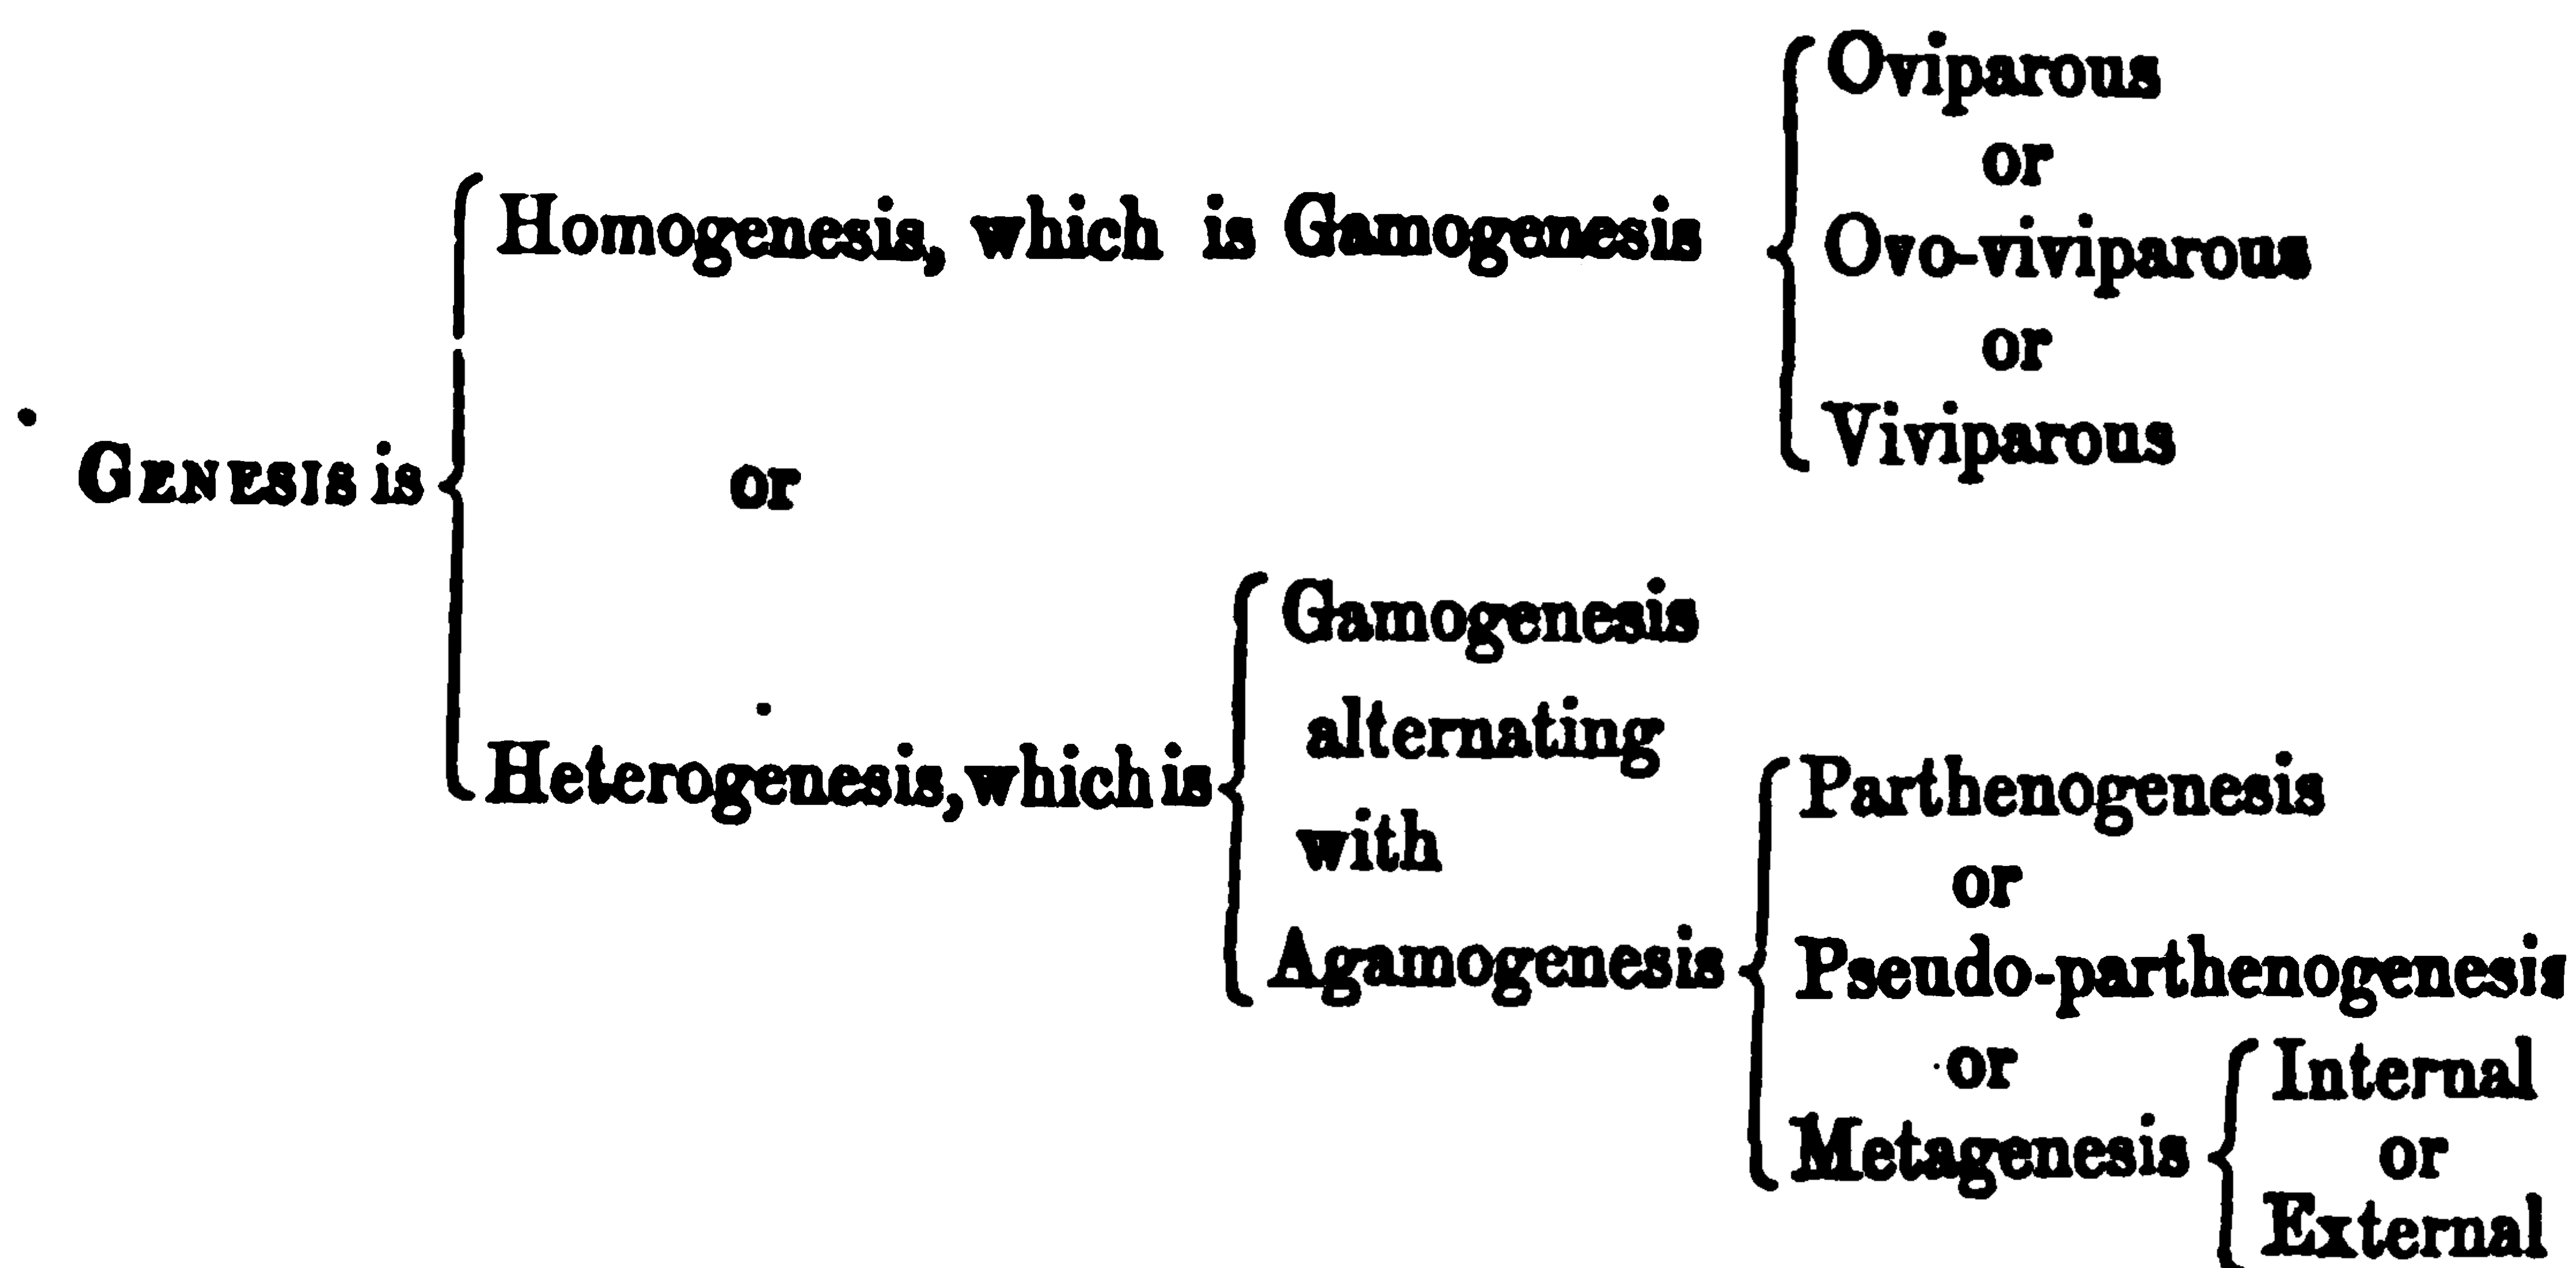 GENESIS is
Homogenesis, which is Gamogenesis
Oviparous
or
Ovo-viviparous
or
Viviparous
or
Heterogenesis, which is
Gamogenesis
alternating
with
Agamogenesis
Parthenogenesis
or
Pseudo-parthenogenesis
or
Metagenesis
Internal
or
External